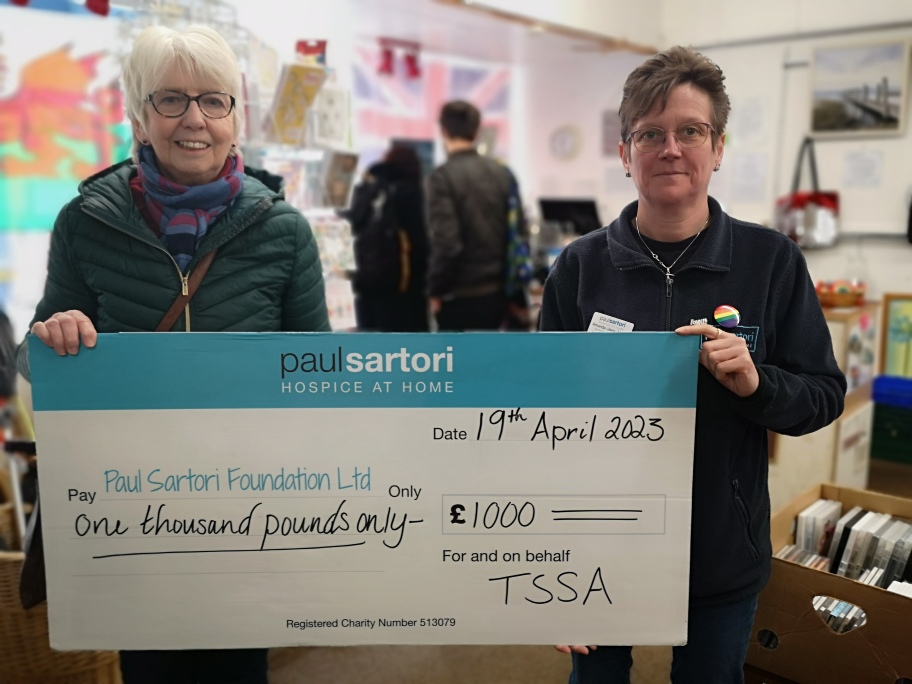 paulsartori
HOSPICE AT HOME
Date 19th April 2023
Pay Paul Sartori Foundation Ltd Only
One thousand pounds only-
£1000
For and on behalf
TSSA
Registered Charity Number 513079
paulsartori